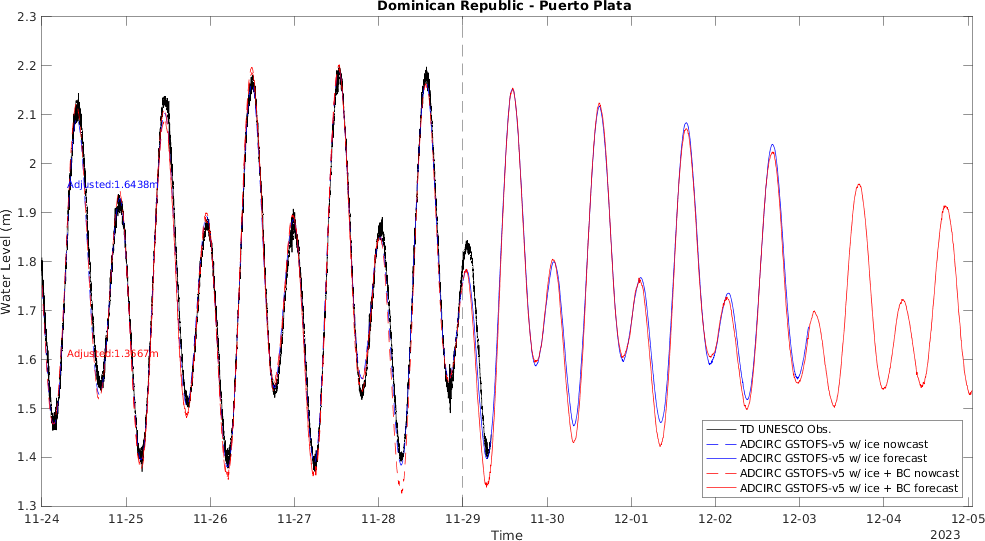 Dominican Republic - Puerto Plata
2.3
2.2
2.1
2
1.9
1.8
1.7
1.6
1.5
1.4
1.3
Water Level (m)
Adjusted:1.6438m
Adjusted:1.3667m
TD UNESCO Obs.
ADCIRC GSTOFS-v5 w/ ice nowcast
ADCIRC GSTOFS-v5 w/ ice forecast
ADCIRC GSTOFS-v5 w/ ice + BC nowcast
ADCIRC GSTOFS-v5 w/ ice + BC forecast
11-24 11-25 11-26 11-27 11-28 11-29 11-30 12-01 12-02 12-03 12-04 12-05
Time
2023